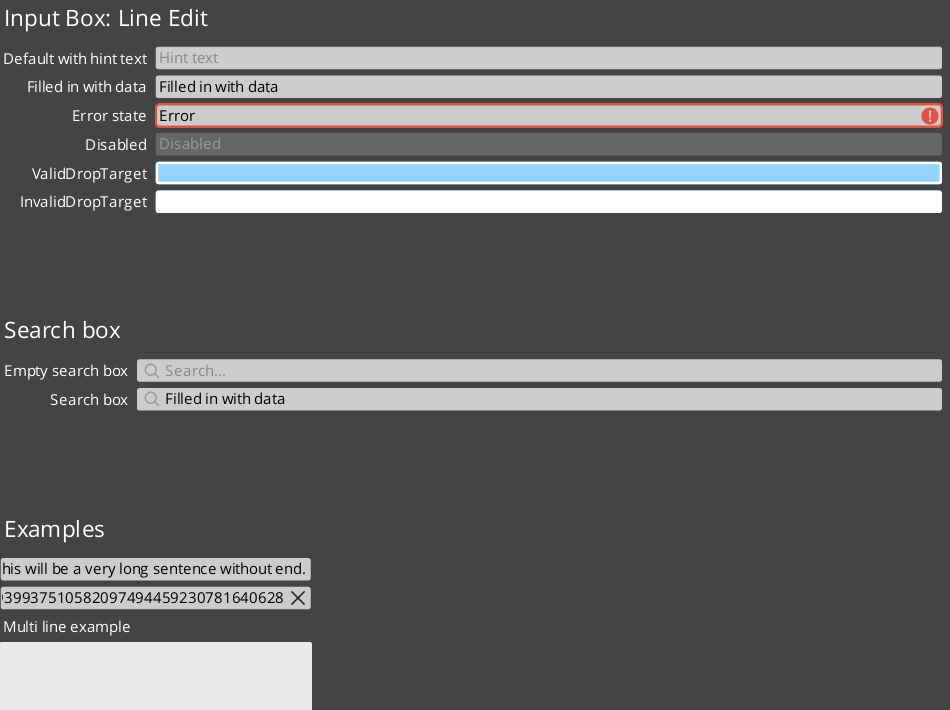 Input Box: Line Edit
Default with hint text Hint text
Filled in with data Filled in with data
Error state Error
Disabled Disabled
ValidDropTarget
InvalidDropTarget
Search box
Empty search box Search...
Search box Filled in with data
Examples
his will be a very long sentence without end.
939937510582097494459230781640628
Multi line example